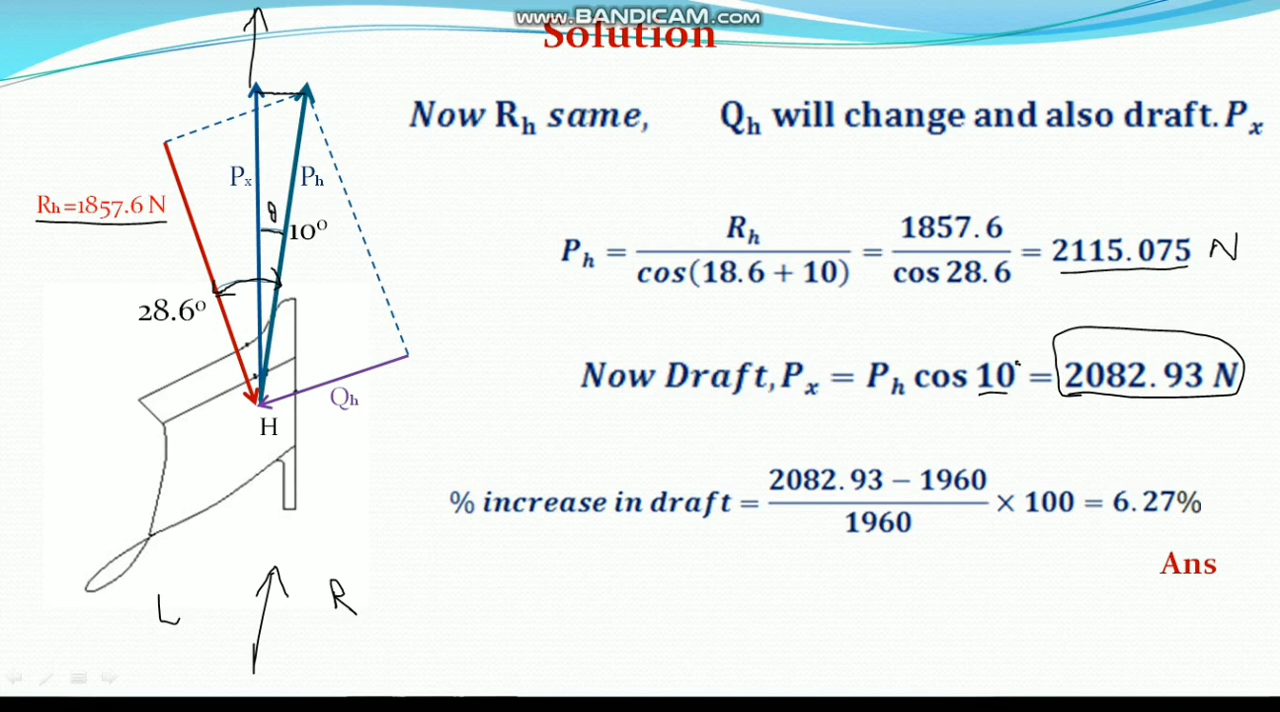 www.BANDICAM.com
Solution
Now Rₕ same, Qₕ will change and also draft. Pₓ
Pₓ Pₕ
Rₕ=1857.6 N
θ
10⁰
28.6⁰
Pₕ = Rₕ / cos(18.6 + 10) = 1857.6 / cos 28.6 = 2115.075 N
Now Draft, Pₓ = Pₕ cos 10° = 2082.93 N
Qₕ
H
% increase in draft = 2082.93 − 1960 / 1960 × 100 = 6.27%
Ans
L R